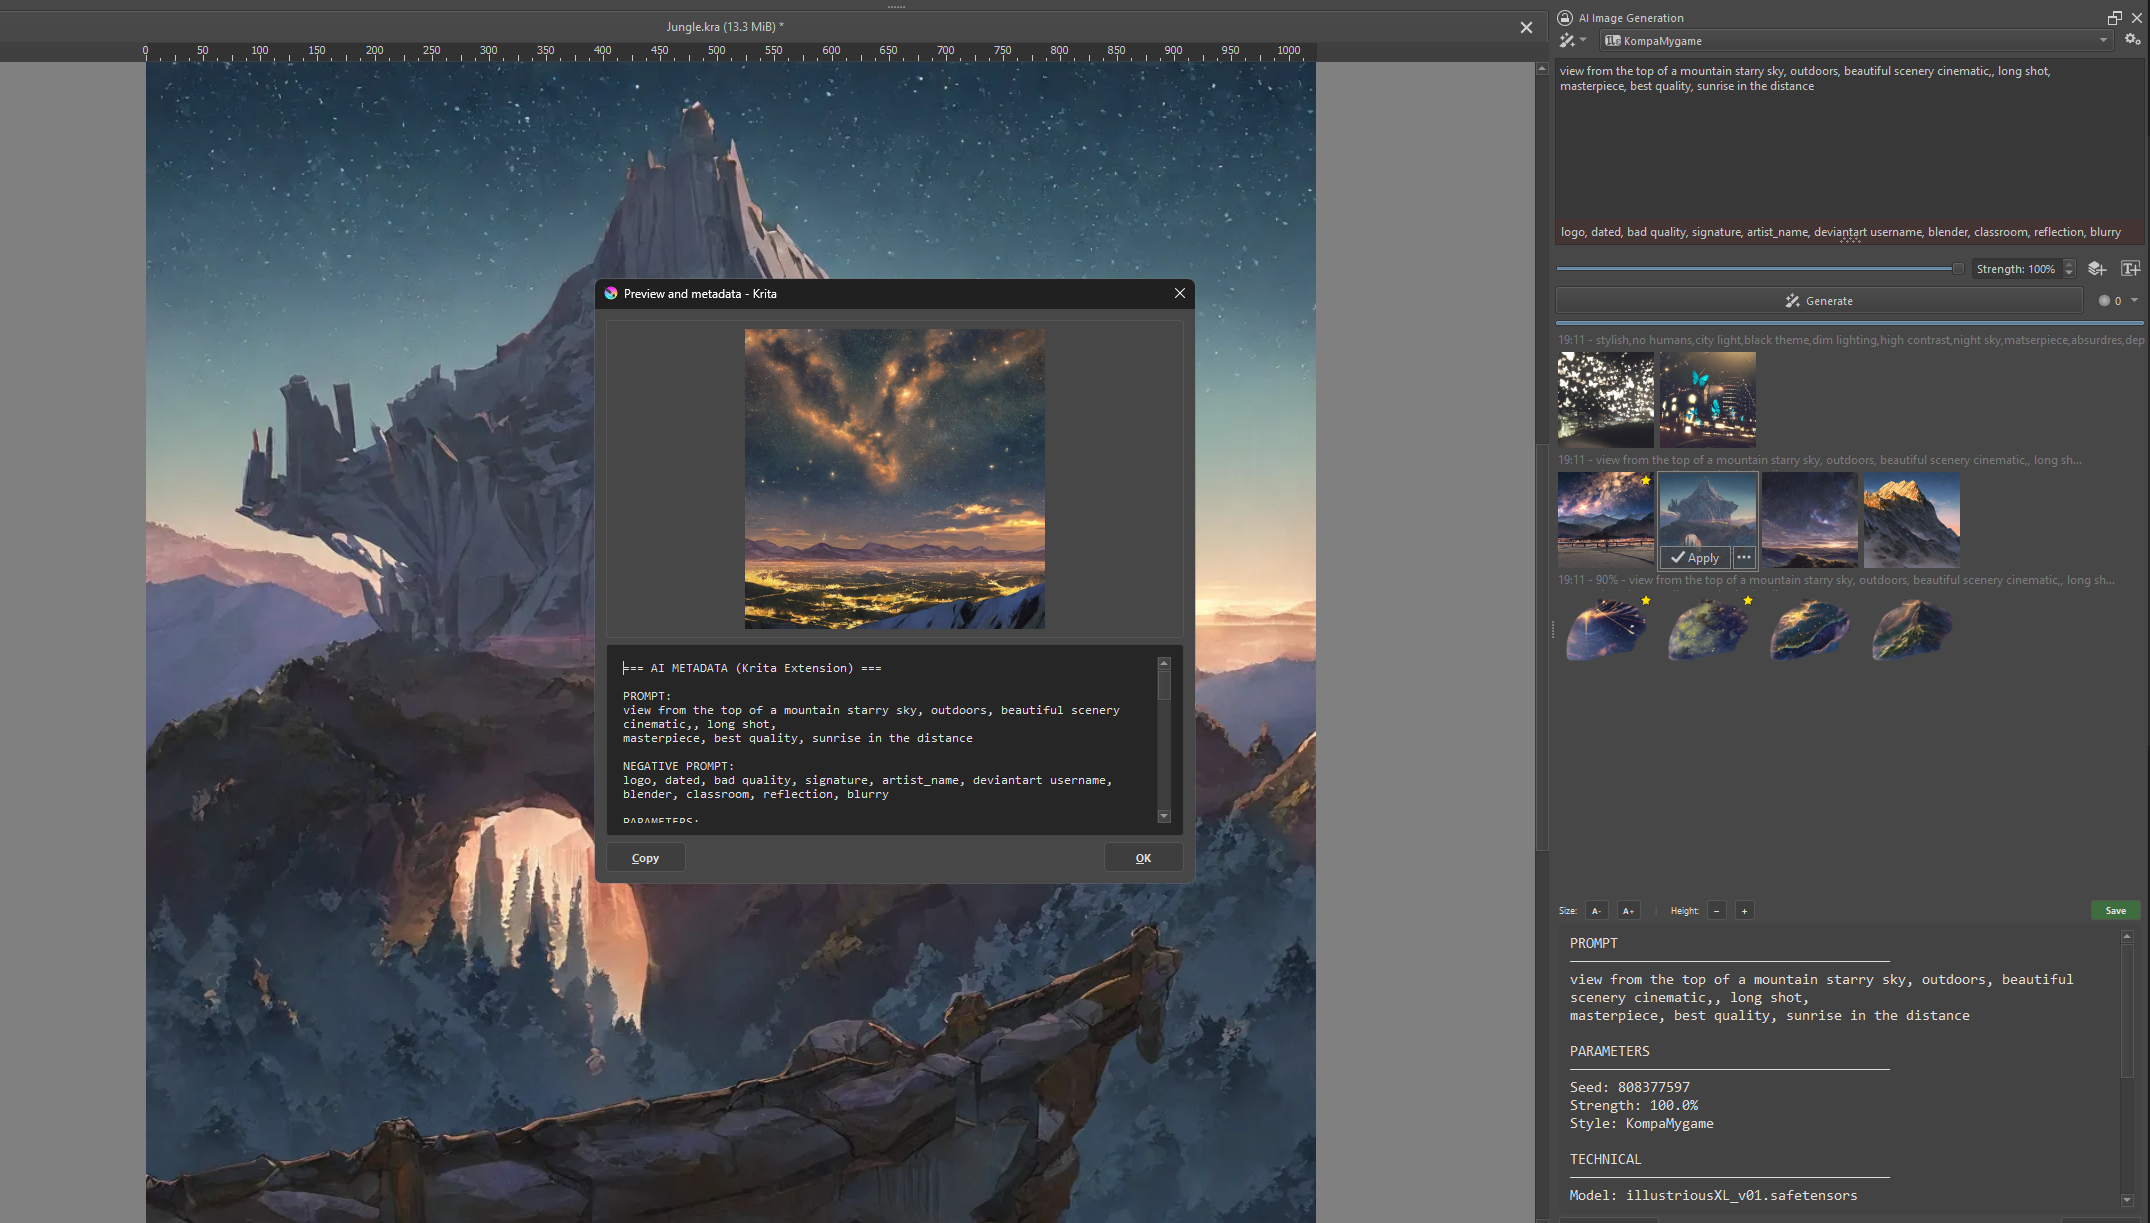 Jungle.kra (13.3 MiB) *
0 50 100 150 200 250 300 350 400 450 500 550 600 650 700 750 800 850 900 950 1000
AI Image Generation
KompaMygame
view from the top of a mountain starry sky, outdoors, beautiful scenery cinematic,, long shot,
masterpiece, best quality, sunrise in the distance
logo, dated, bad quality, signature, artist_name, deviantart username, blender, classroom, reflection, blurry
Strength: 100%
Generate
0
19:11 - stylish,no humans,city light,black theme,dim lighting,high contrast,night sky,matserpiece,absurdres,dep
19:11 - view from the top of a mountain starry sky, outdoors, beautiful scenery cinematic,, long sh...
Apply
19:11 - 90% - view from the top of a mountain starry sky, outdoors, beautiful scenery cinematic,, long sh...
Preview and metadata - Krita
=== AI METADATA (Krita Extension) ===
PROMPT:
view from the top of a mountain starry sky, outdoors, beautiful scenery
cinematic,, long shot,
masterpiece, best quality, sunrise in the distance
NEGATIVE PROMPT:
logo, dated, bad quality, signature, artist_name, deviantart username,
blender, classroom, reflection, blurry
PARAMETERS:
Copy
OK
Size: A- A+ | Height: − +
Save
PROMPT
view from the top of a mountain starry sky, outdoors, beautiful
scenery cinematic,, long shot,
masterpiece, best quality, sunrise in the distance
PARAMETERS
Seed: 808377597
Strength: 100.0%
Style: KompaMygame
TECHNICAL
Model: illustriousXL_v01.safetensors